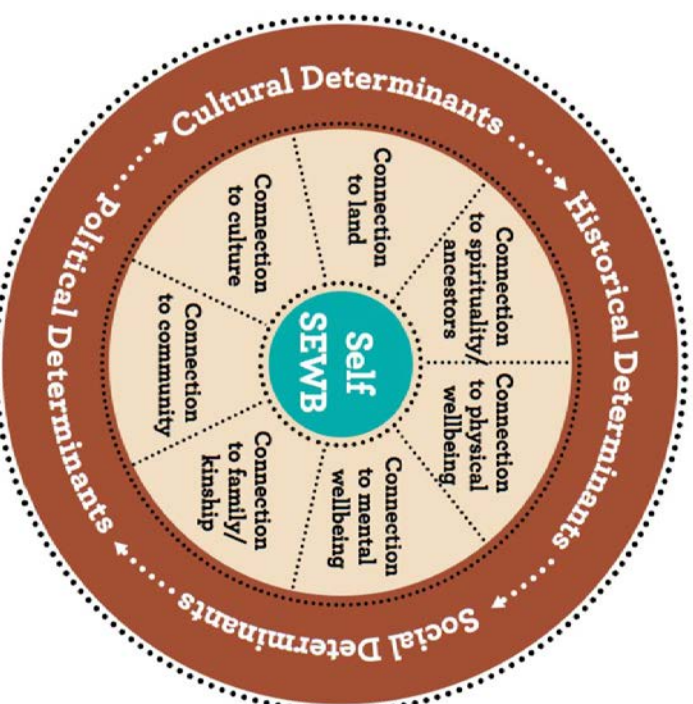 Historical Determinants
Social Determinants
Political Determinants
Cultural Determinants
Connection
to physical
wellbeing
Connection
to mental
wellbeing
Connection
to family/
kinship
Connection
to community
Connection
to culture
Connection
to land
Connection
to spirituality/
ancestors
Self
SEWB